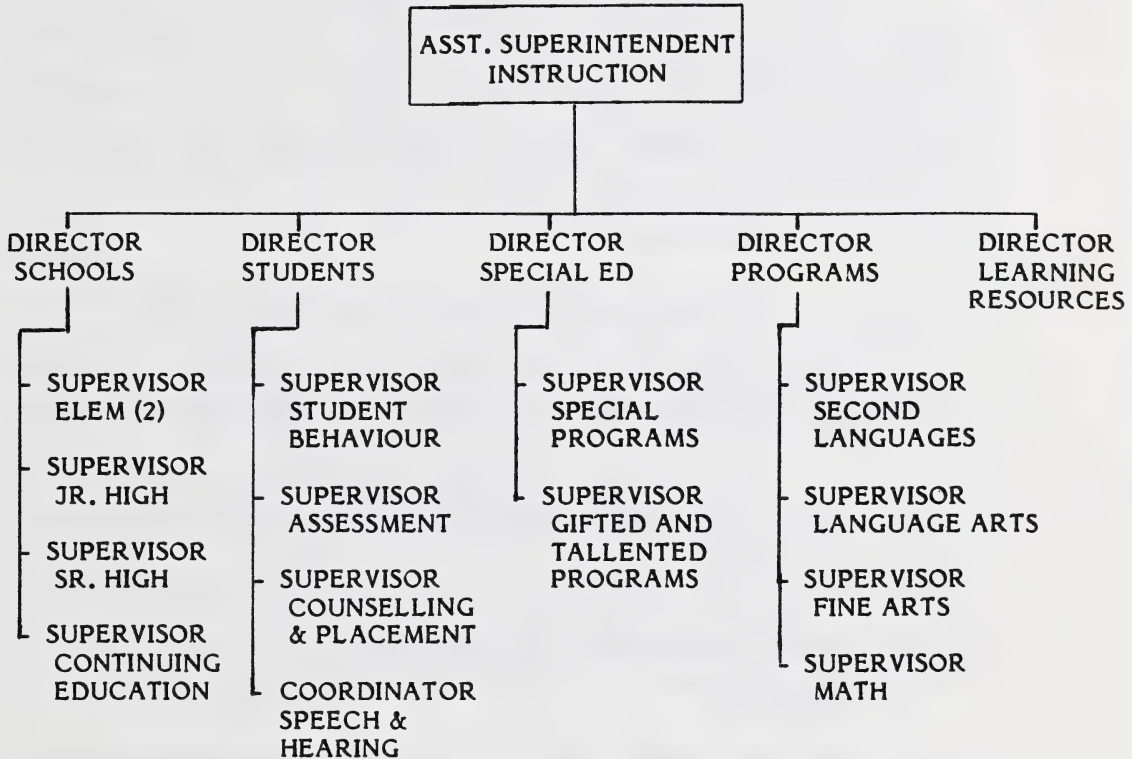 ASST. SUPERINTENDENT
INSTRUCTION
DIRECTOR
SCHOOLS
SUPERVISOR
ELEM (2)
SUPERVISOR
JR. HIGH
SUPERVISOR
SR. HIGH
SUPERVISOR
CONTINUING
EDUCATION
DIRECTOR
STUDENTS
SUPERVISOR
STUDENT
BEHAVIOUR
SUPERVISOR
ASSESSMENT
SUPERVISOR
COUNSELLING
& PLACEMENT
COORDINATOR
SPEECH &
HEARING
DIRECTOR
SPECIAL ED
SUPERVISOR
SPECIAL
PROGRAMS
SUPERVISOR
GIFTED AND
TALLENTED
PROGRAMS
DIRECTOR
PROGRAMS
SUPERVISOR
SECOND
LANGUAGES
SUPERVISOR
LANGUAGE ARTS
SUPERVISOR
FINE ARTS
SUPERVISOR
MATH
DIRECTOR
LEARNING
RESOURCES